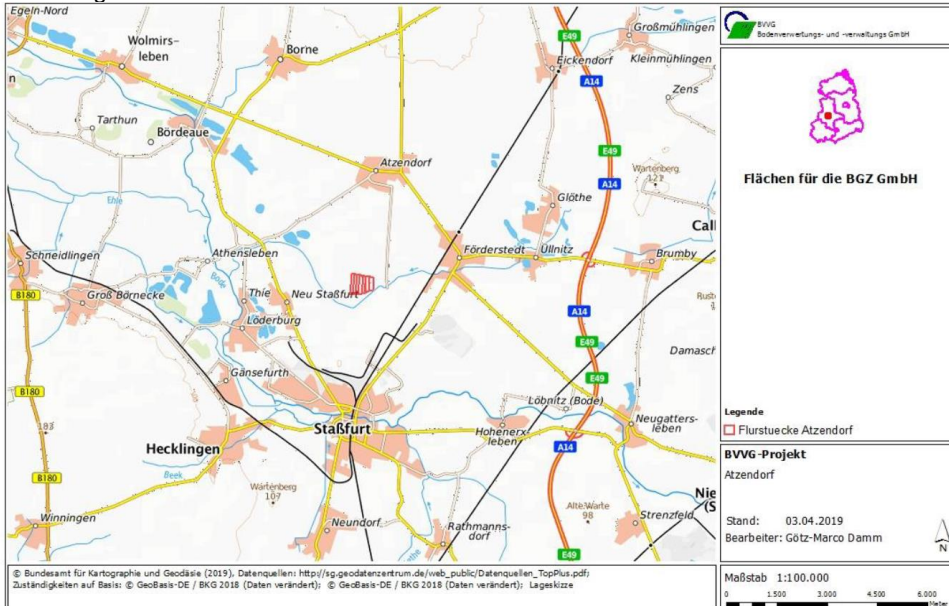 Egeln-Nord
Wolmirs-
leben
Borne
E49
Großmühlingen
Eickendorf
Kleinmühlingen
A14
Zens
n
Tarthun
Bördeaue
Atzendorf
E49
Wartenberg
121
A14
Ehle
Glöthe
Call
Schneidlingen
Athensleben
Förderstedt
Üllnitz
Brumby
Bode
B180
Groß Börnecke
Thie
Neu Staßfurt
Rust
Löderburg
A14
E49
Damasch
Gänsefurth
E49
B180
Löbnitz (Bode)
183
Staßfurt
Hohenerx-
leben
Neugatters-
leben
Hecklingen
A14
Beek
B180
Wartenberg
107
Alte Warte
98
Nie
(S
Winningen
Neundorf
Rathmanns-
dorf
Strenzfeld
E49
© Bundesamt für Kartographie und Geodäsie (2019), Datenquellen: http://sg.geodatenzentrum.de/web_public/Datenquellen_TopPlus.pdf;
Zuständigkeiten auf Basis: © GeoBasis-DE / BKG 2018 (Daten verändert); © GeoBasis-DE / BKG 2018 (Daten verändert); Lageskizze
BVVG
Bodenverwertungs- und -verwaltungs GmbH
Flächen für die BGZ GmbH
Legende
Flurstuecke Atzendorf
BVVG-Projekt
Atzendorf
Stand: 03.04.2019
Bearbeiter: Götz-Marco Damm
N
Maßstab 1:100.000
0 1.500 3.000 4.500 6.000
Meter